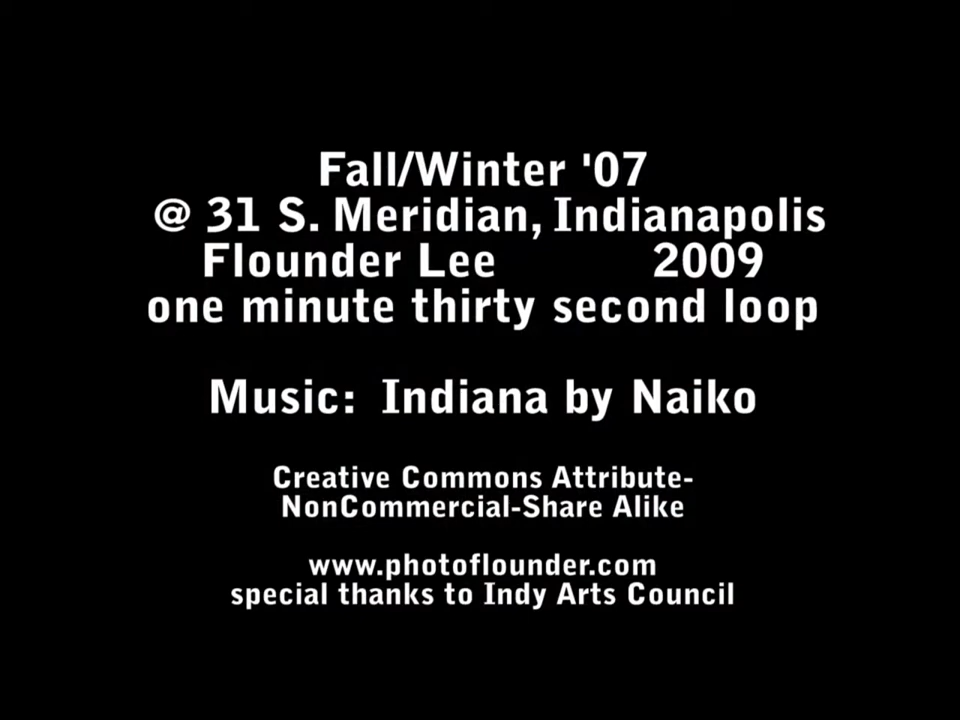 Fall/Winter '07
@ 31 S. Meridian, Indianapolis
Flounder Lee 2009
one minute thirty second loop
Music: Indiana by Naiko
Creative Commons Attribute-
NonCommercial-Share Alike
www.photoflounder.com
special thanks to Indy Arts Council